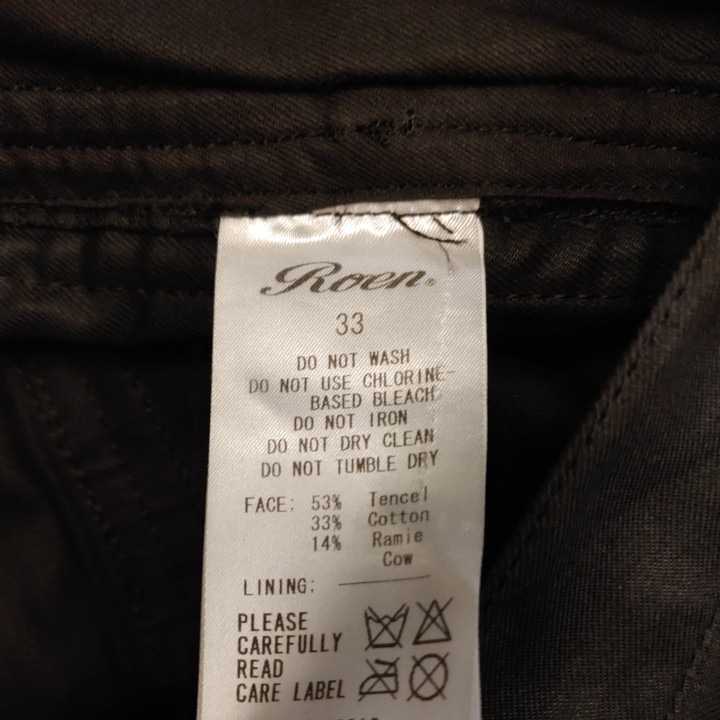 Roen®
33
DO NOT WASH
DO NOT USE CHLORINE-
BASED BLEACH
DO NOT IRON
DO NOT DRY CLEAN
DO NOT TUMBLE DRY
FACE: 53% Tencel
33% Cotton
14% Ramie
Cow
LINING:
PLEASE
CAREFULLY
READ
CARE LABEL